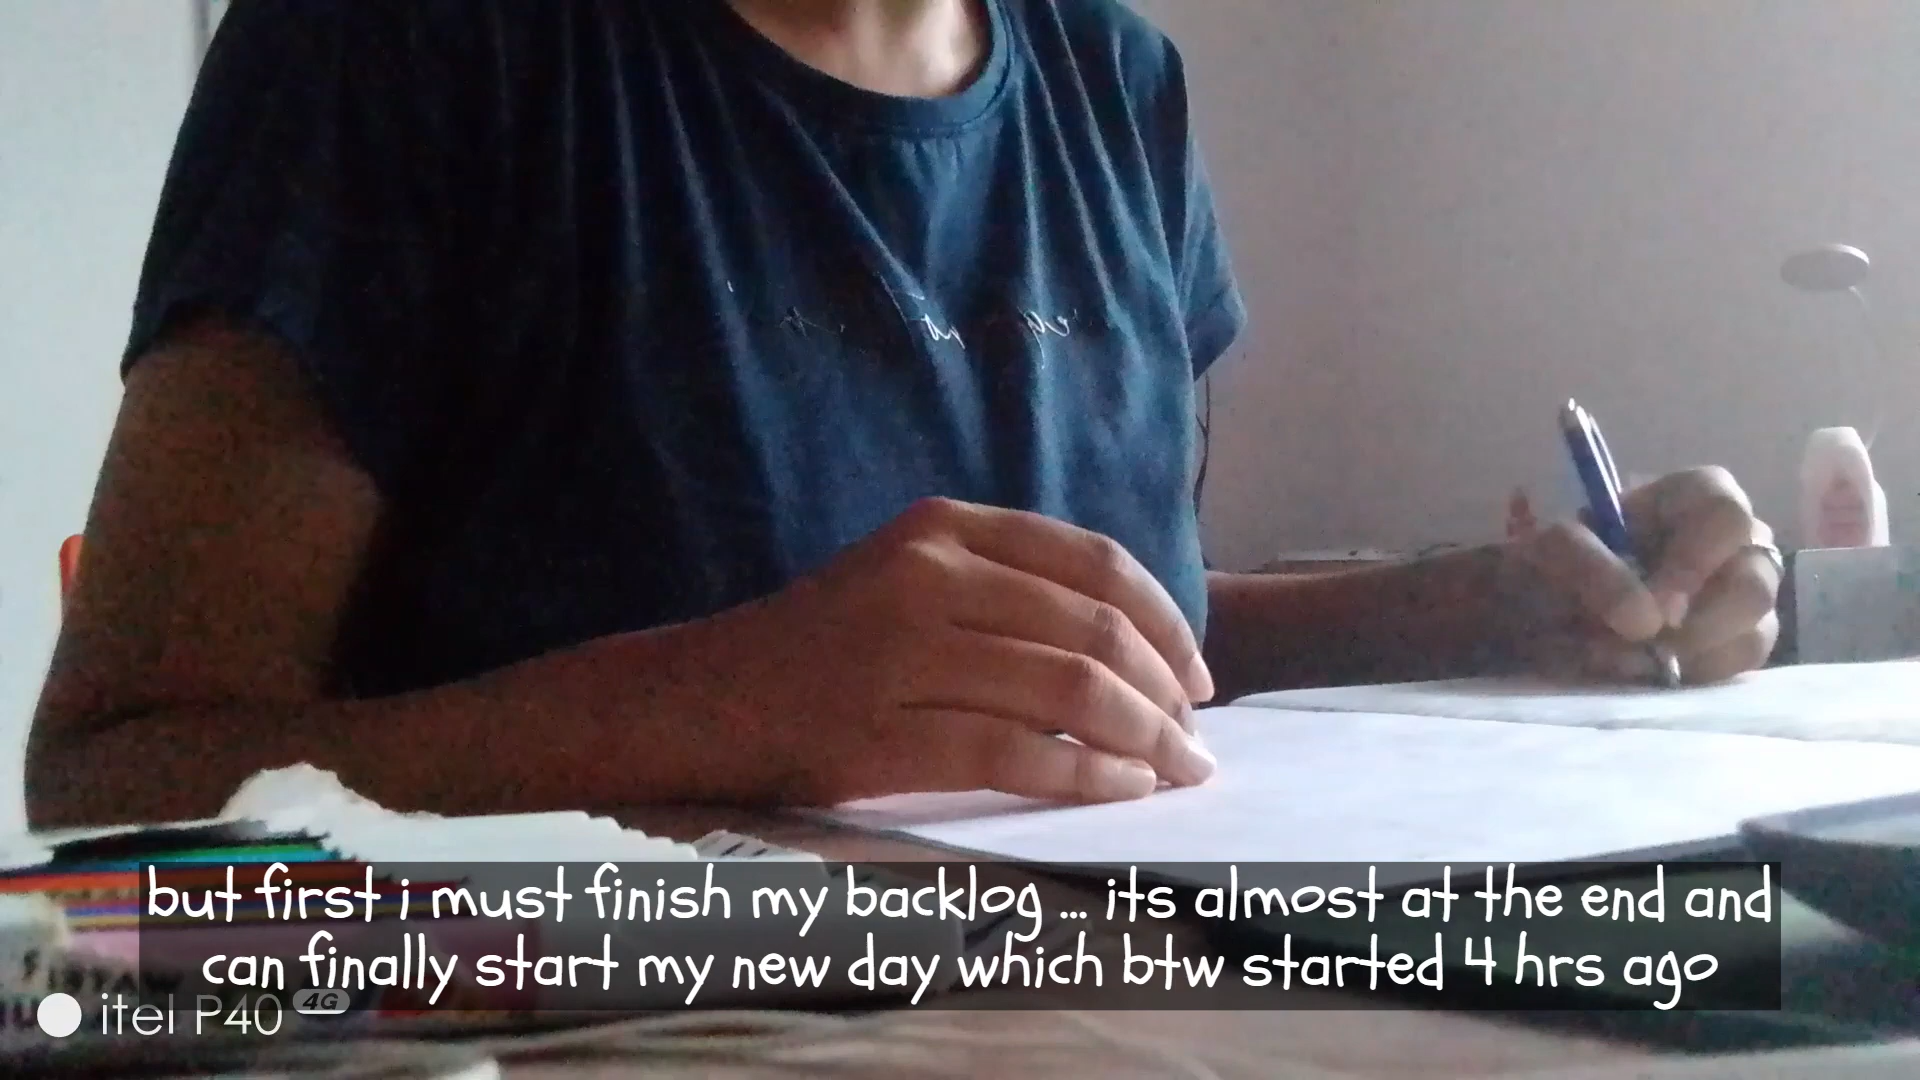 but first i must finish my backlog ... its almost at the end and
can finally start my new day which btw started 4 hrs ago
itel P40 4G